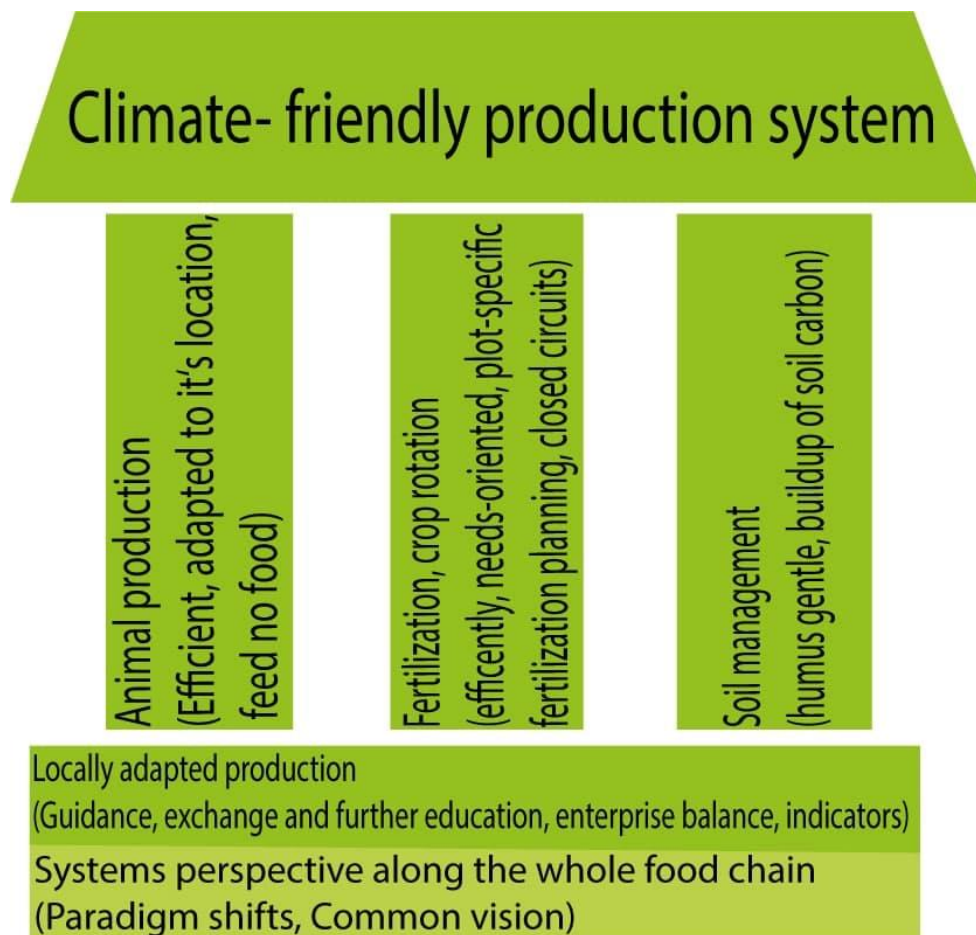 Climate- friendly production system
Animal production
(Efficient, adapted to it's location,
feed no food)
Fertilization, crop rotation
(efficently, needs-oriented, plot-specific
fertilization planning, closed circuits)
Soil management
(humus gentle, buildup of soil carbon)
Locally adapted production
(Guidance, exchange and further education, enterprise balance, indicators)
Systems perspective along the whole food chain
(Paradigm shifts, Common vision)